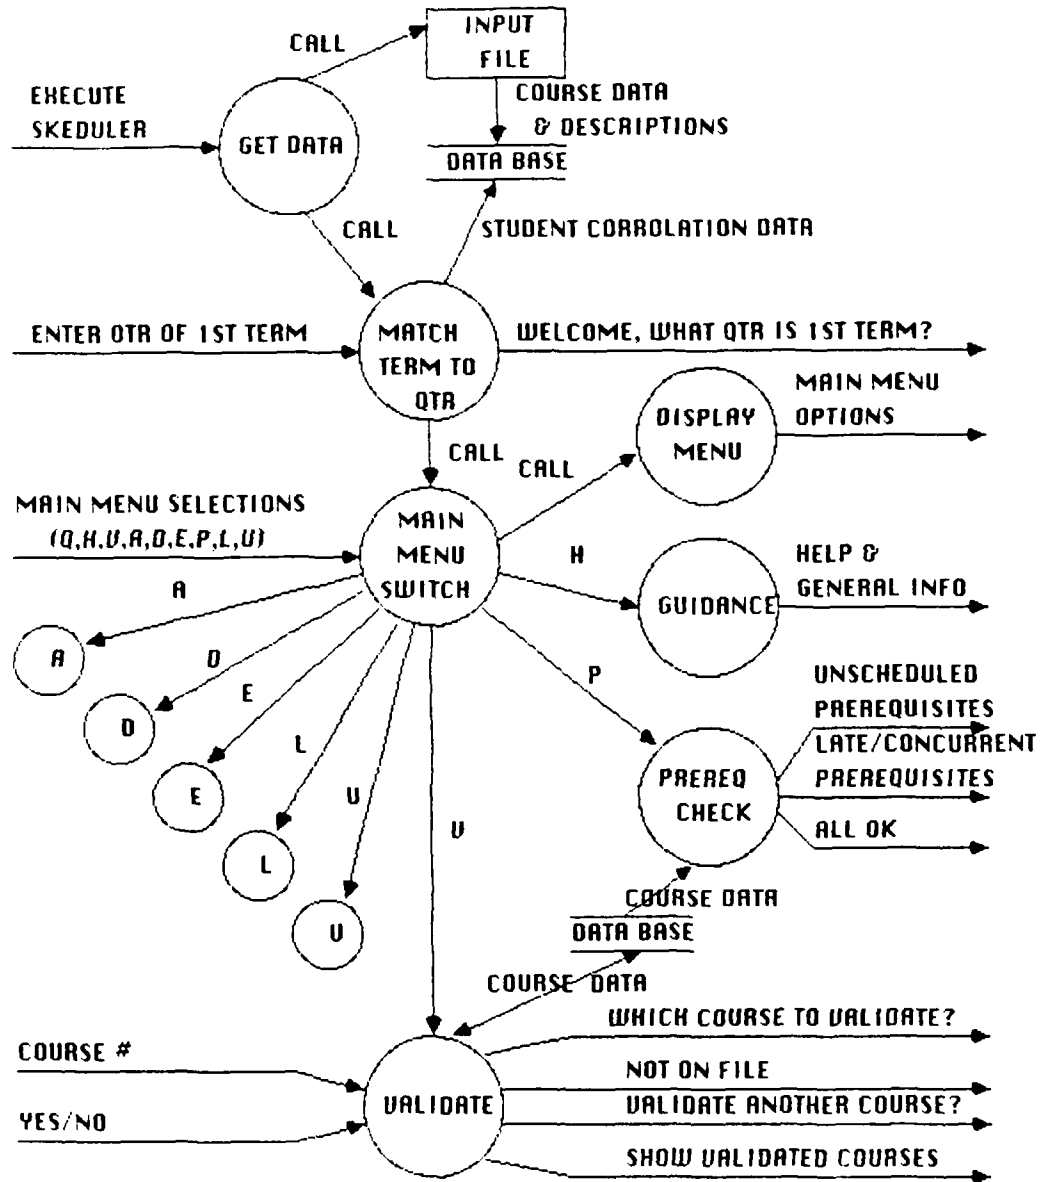 INPUT
FILE
CALL
EXECUTE
SKEDULER
GET DATA
COURSE DATA
& DESCRIPTIONS
DATA BASE
CALL
STUDENT CORROLATION DATA
ENTER QTR OF 1ST TERM
MATCH
TERM TO
QTR
WELCOME, WHAT QTR IS 1ST TERM?
DISPLAY
MENU
MAIN MENU
OPTIONS
CALL
CALL
MAIN MENU SELECTIONS
(Q,H,V,A,D,E,P,L,U)
MAIN
MENU
SWITCH
H
GUIDANCE
HELP &
GENERAL INFO
A
A
D
D
E
E
L
L
U
U
V
P
PREREQ
CHECK
UNSCHEDULED
PREREQUISITES
LATE/CONCURRENT
PREREQUISITES
ALL OK
COURSE DATA
DATA BASE
COURSE DATA
COURSE #
YES/NO
VALIDATE
WHICH COURSE TO VALIDATE?
NOT ON FILE
VALIDATE ANOTHER COURSE?
SHOW VALIDATED COURSES